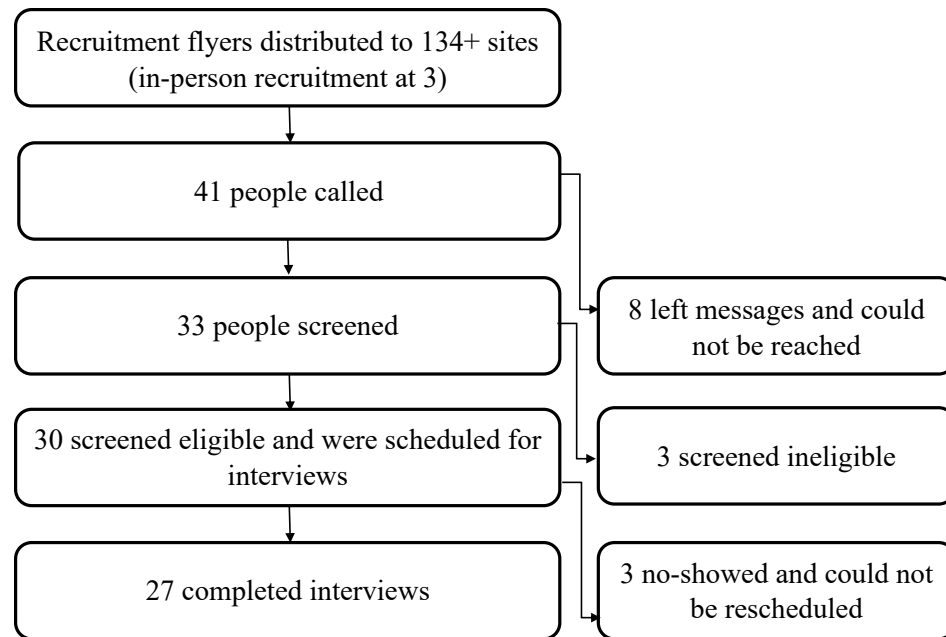 Recruitment flyers distributed to 134+ sites
(in-person recruitment at 3)
41 people called
33 people screened
8 left messages and could
not be reached
30 screened eligible and were scheduled for
interviews
3 screened ineligible
27 completed interviews
3 no-showed and could not
be rescheduled